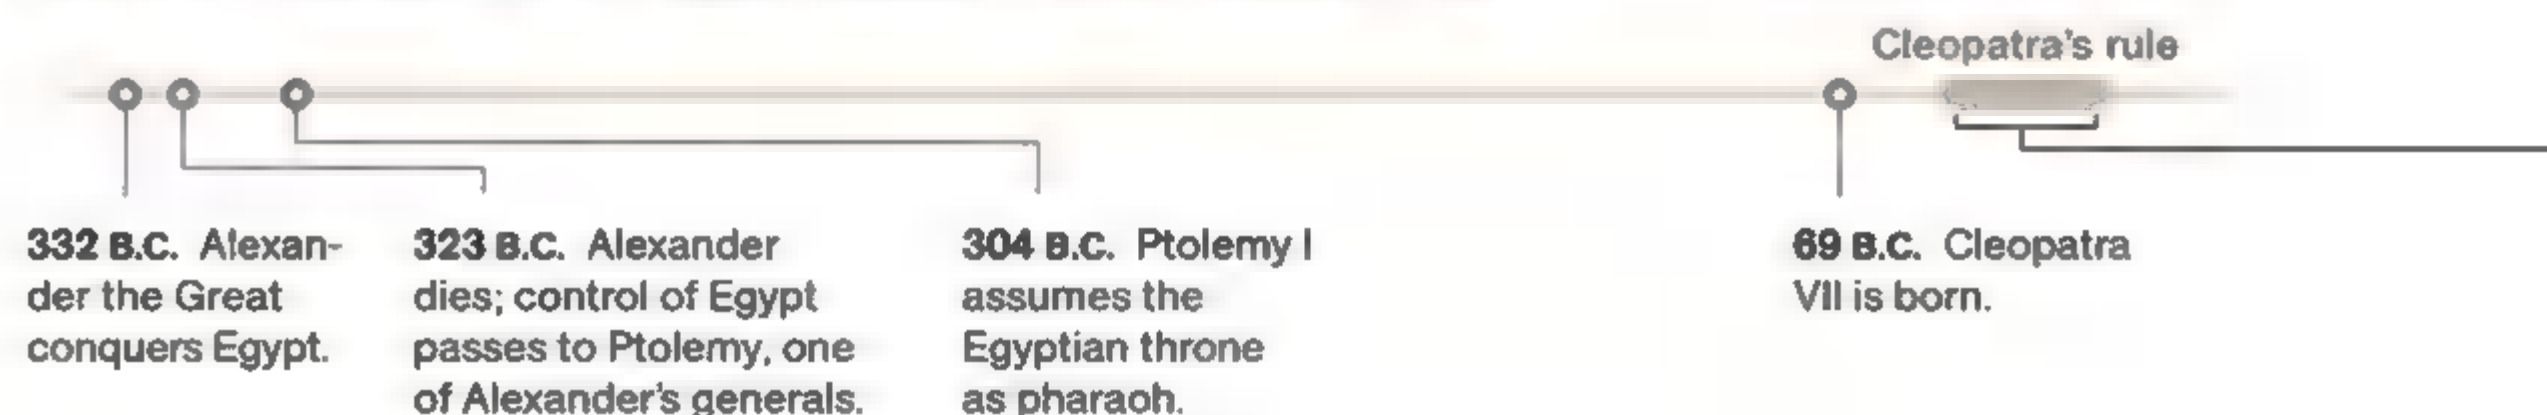 Cleopatra's rule
332 B.C. Alexan-
der the Great
conquers Egypt.
323 B.C. Alexander
dies; control of Egypt
passes to Ptolemy, one
of Alexander's generals.
304 B.C. Ptolemy I
assumes the
Egyptian throne
as pharaoh.
69 B.C. Cleopatra
VII is born.